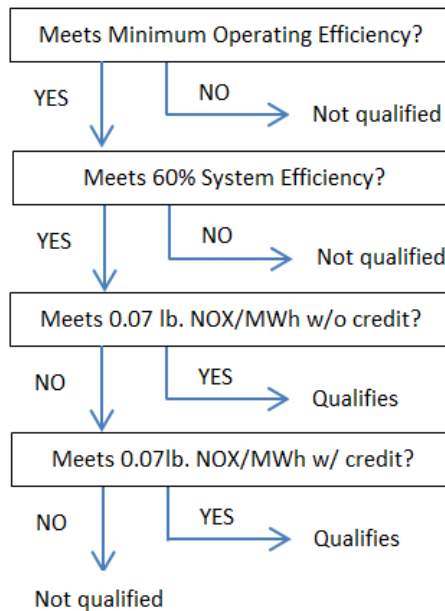 Meets Minimum Operating Efficiency?
YES
NO
Not qualified
Meets 60% System Efficiency?
YES
NO
Not qualified
Meets 0.07 lb. NOX/MWh w/o credit?
NO
YES
Qualifies
Meets 0.07lb. NOX/MWh w/ credit?
NO
YES
Qualifies
Not qualified